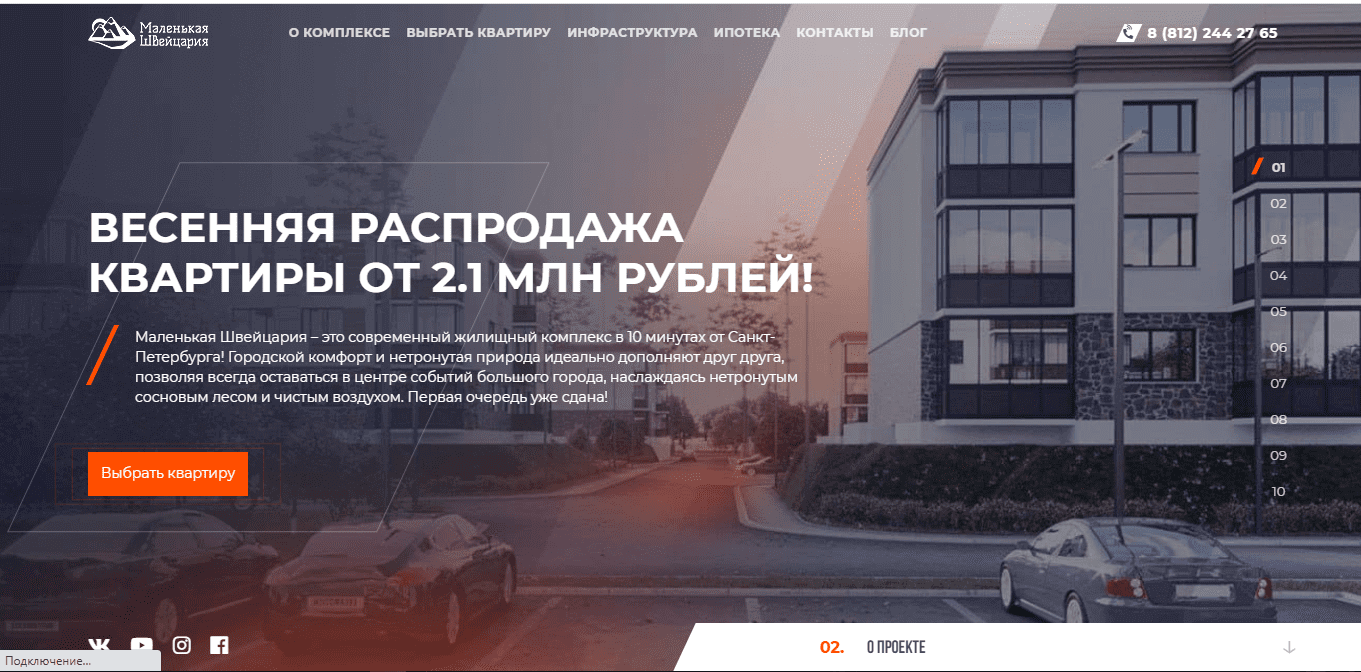 Маленькая
Швейцария
О КОМПЛЕКСЕ ВЫБРАТЬ КВАРТИРУ ИНФРАСТРУКТУРА ИПОТЕКА КОНТАКТЫ БЛОГ
8 (812) 244 27 65
ВЕСЕННЯЯ РАСПРОДАЖА
КВАРТИРЫ ОТ 2.1 МЛН РУБЛЕЙ!
Маленькая Швейцария – это современный жилищный комплекс в 10 минутах от Санкт-
Петербурга! Городской комфорт и нетронутая природа идеально дополняют друг друга,
позволяя всегда оставаться в центре событий большого города, наслаждаясь нетронутым
сосновым лесом и чистым воздухом. Первая очередь уже сдана!
Выбрать квартиру
01
02
03
04
05
06
07
08
09
10
02. О ПРОЕКТЕ
Подключение...